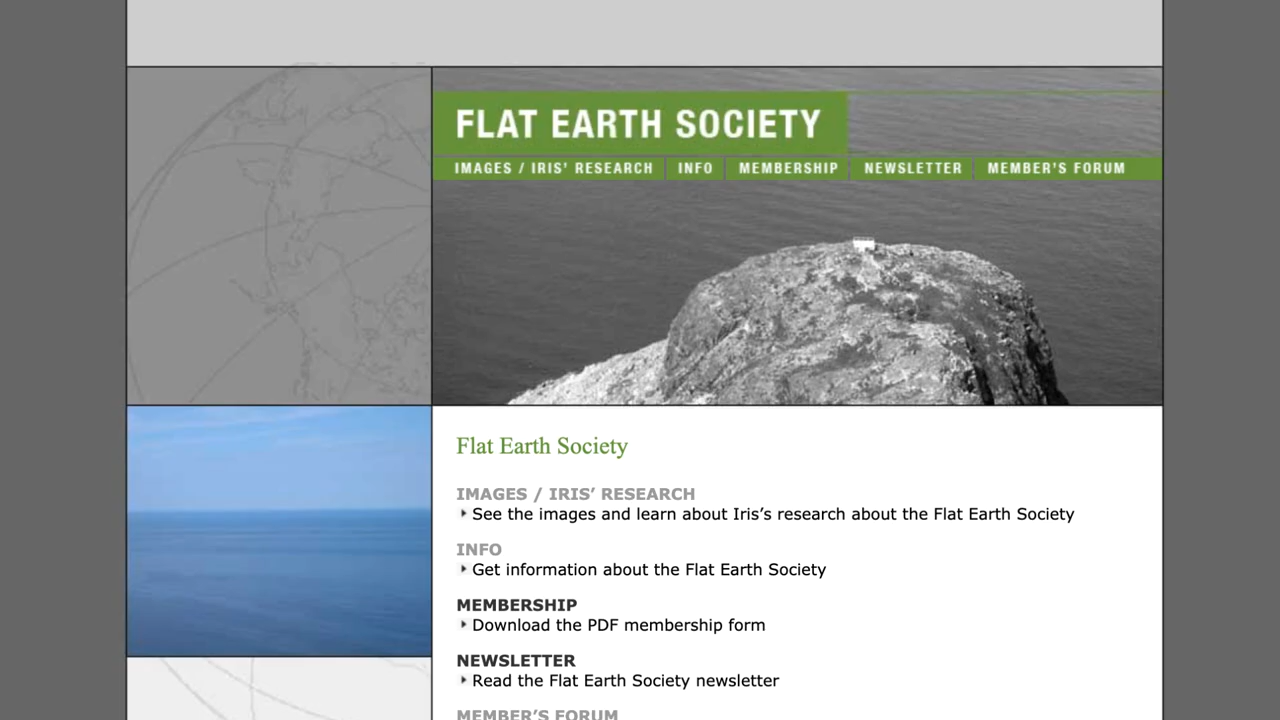 FLAT EARTH SOCIETY
IMAGES / IRIS' RESEARCH INFO MEMBERSHIP NEWSLETTER MEMBER'S FORUM
Flat Earth Society
IMAGES / IRIS’ RESEARCH
See the images and learn about Iris’s research about the Flat Earth Society
INFO
Get information about the Flat Earth Society
MEMBERSHIP
Download the PDF membership form
NEWSLETTER
Read the Flat Earth Society newsletter
MEMBER’S FORUM